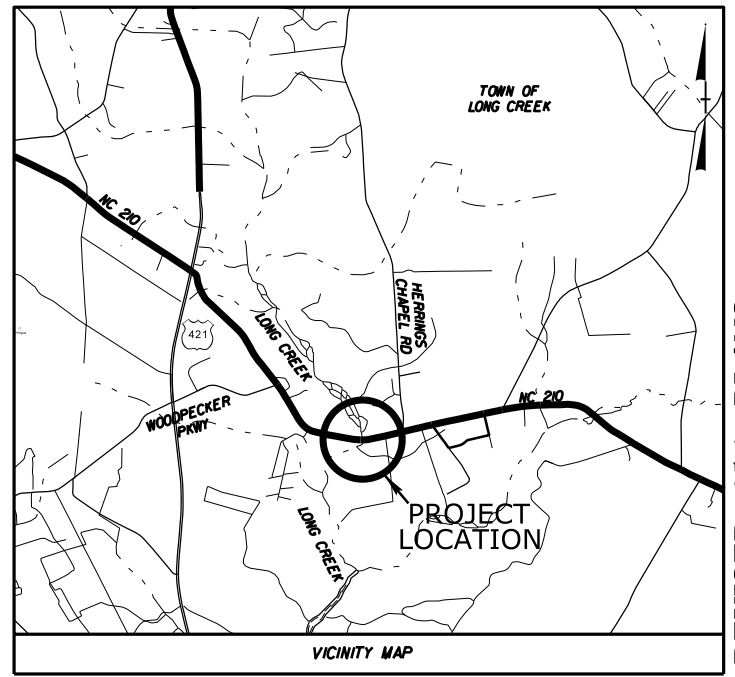 TOWN OF
LONG CREEK
NC 210
HERRINGS
CHAPEL RD
421
LONG CREEK
NC 210
WOODPECKER
PKWY
PROJECT
LOCATION
LONG CREEK
VICINITY MAP